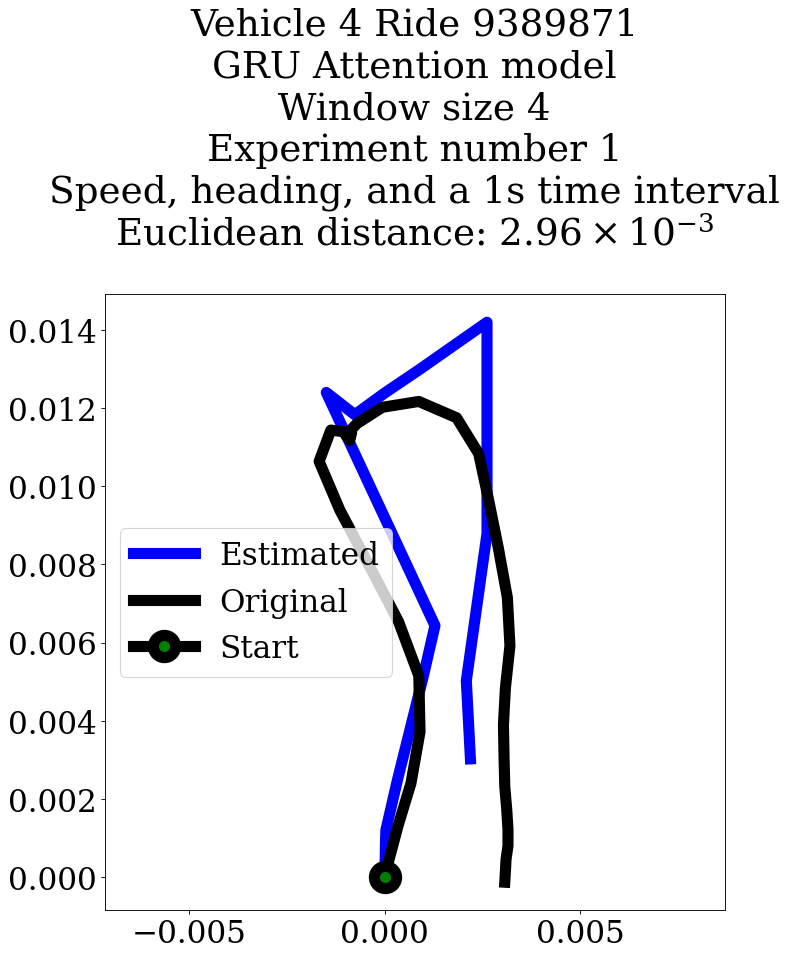 Vehicle 4 Ride 9389871
GRU Attention model
Window size 4
Experiment number 1
Speed, heading, and a 1s time interval
Euclidean distance: 2.96 × 10⁻³
0.014
0.012
0.010
0.008
0.006
0.004
0.002
0.000
Estimated
Original
Start
−0.005
0.000
0.005